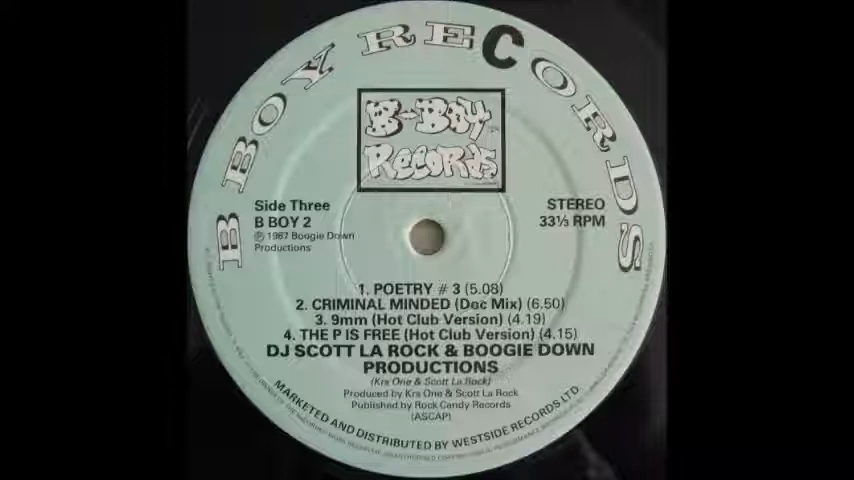 B BOY RECORDS
B-Boy
RECORDS
Side Three
B BOY 2
℗ 1987 Boogie Down
Productions
STEREO
33⅓ RPM
1. POETRY # 3 (5.08)
2. CRIMINAL MINDED (Dec Mix) (6.50)
3. 9mm (Hot Club Version) (4.19)
4. THE P IS FREE (Hot Club Version) (4.15)
DJ SCOTT LA ROCK & BOOGIE DOWN
PRODUCTIONS
(Krs One & Scott La Rock)
Produced by Krs One & Scott La Rock
Published by Rock Candy Records
(ASCAP)
MARKETED AND DISTRIBUTED BY WESTSIDE RECORDS LTD